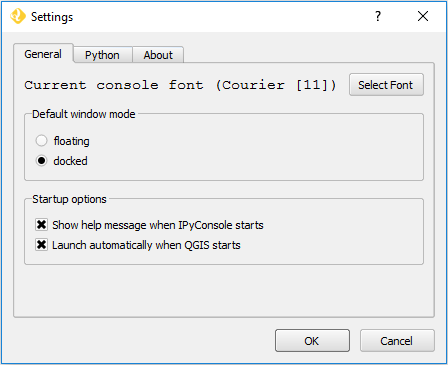 Settings
?
General Python About
Current console font (Courier [11]) Select Font
Default window mode
floating
docked
Startup options
Show help message when IPyConsole starts
Launch automatically when QGIS starts
OK Cancel